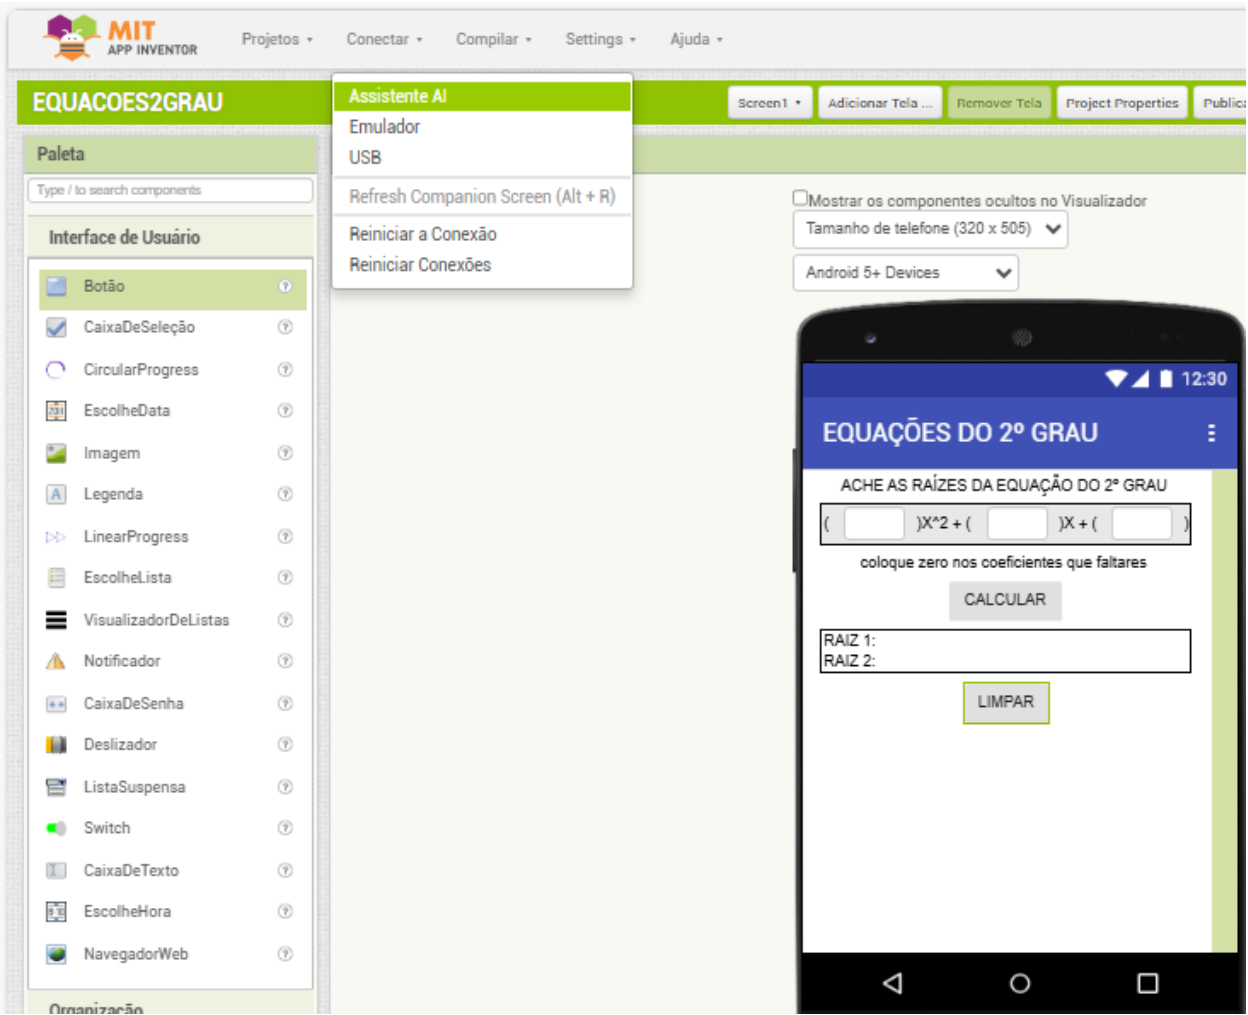 MIT
APP INVENTOR
Projetos
Conectar
Compilar
Settings
Ajuda
EQUACOES2GRAU
Assistente AI
Emulador
USB
Refresh Companion Screen (Alt + R)
Reiniciar a Conexão
Reiniciar Conexões
Screen1
Adicionar Tela ...
Remover Tela
Project Properties
Publica
Paleta
Type / to search components
Interface de Usuário
Botão
CaixaDeSeleção
CircularProgress
EscolheData
Imagem
Legenda
LinearProgress
EscolheLista
VisualizadorDeListas
Notificador
CaixaDeSenha
Deslizador
ListaSuspensa
Switch
CaixaDeTexto
EscolheHora
NavegadorWeb
Organização
Mostrar os componentes ocultos no Visualizador
Tamanho de telefone (320 x 505)
Android 5+ Devices
12:30
EQUAÇÕES DO 2º GRAU
ACHE AS RAÍZES DA EQUAÇÃO DO 2º GRAU
( )X^2 + ( )X + ( )
coloque zero nos coeficientes que faltares
CALCULAR
RAIZ 1:
RAIZ 2:
LIMPAR